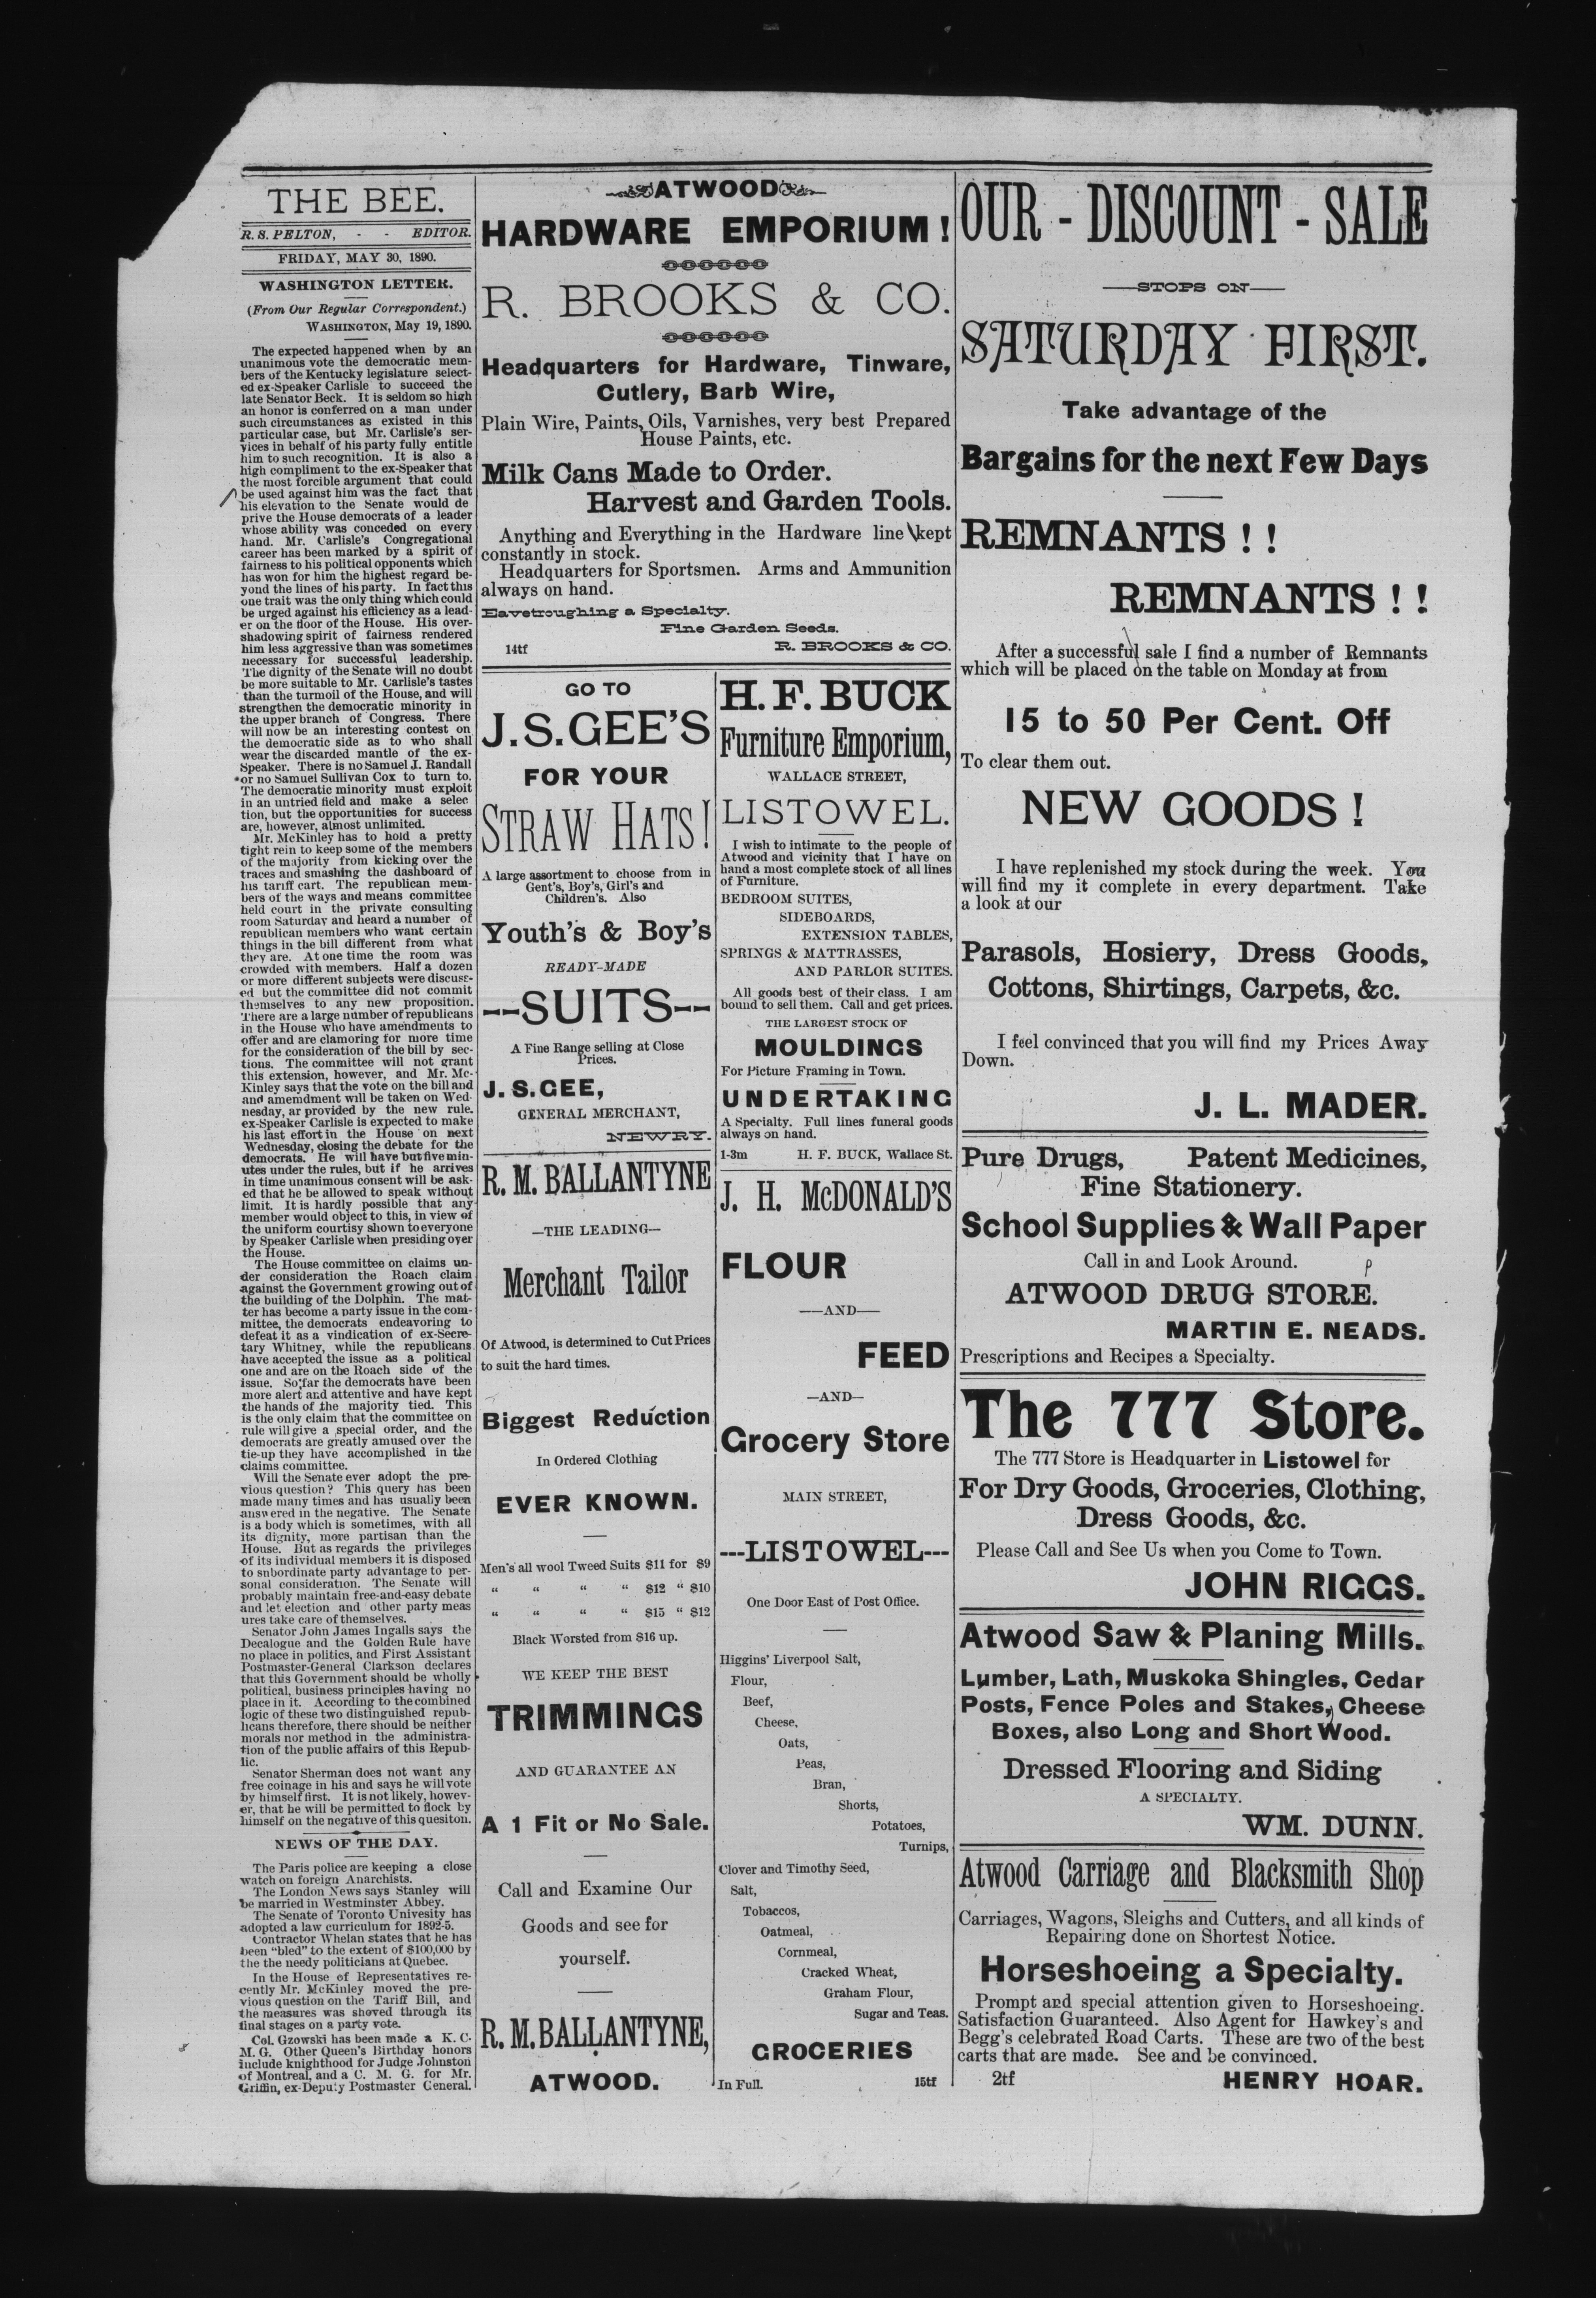 THE BEE.
R. S. PELTON, - - EDITOR.
FRIDAY, MAY 30, 1890.
WASHINGTON LETTER.
(From Our Regular Correspondent.)
WASHINGTON, May 19, 1890.
The expected happened when by an
unanimous vote the democratic mem-
bers of the Kentucky legislature select-
ed ex-Speaker Carlisle to succeed the
late Senator Beck. It is seldom so high
an honor is conferred on a man under
such circumstances as existed in this
particular case, but Mr. Carlisle's ser-
vices in behalf of his party fully entitle
him to such recognition. It is also a
high compliment to the ex-Speaker that
the most forcible argument that could
be used against him was the fact that
his elevation to the Senate would de
prive the House democrats of a leader
whose ability was conceded on every
hand. Mr. Carlisle's Congregational
career has been marked by a spirit of
fairness to his political opponents which
has won for him the highest regard be-
yond the lines of his party. In fact this
one trait was the only thing which could
be urged against his efficiency as a lead-
er on the floor of the House. His over-
shadowing spirit of fairness rendered
him less aggressive than was sometimes
necessary for successful leadership.
The dignity of the Senate will no doubt
be more suitable to Mr. Carlisle's tastes
than the turmoil of the House, and will
strengthen the democratic minority in
the upper branch of Congress. There
will now be an interesting contest on
the democratic side as to who shall
wear the discarded mantle of the ex-
Speaker. There is no Samuel J. Randall
or no Samuel Sullivan Cox to turn to.
The democratic minority must exploit
in an untried field and make a selec
tion, but the opportunities for success
are, however, almost unlimited.
Mr. McKinley has to hold a pretty
tight rein to keep some of the members
of the majority from kicking over the
traces and smashing the dashboard of
his tariff cart. The republican mem-
bers of the ways and means committee
held court in the private consulting
room Saturday and heard a number of
republican members who want certain
things in the bill different from what
they are. At one time the room was
crowded with members. Half a dozen
or more different subjects were discuss-
ed but the committee did not commit
themselves to any new proposition.
There are a large number of republicans
in the House who have amendments to
offer and are clamoring for more time
for the consideration of the bill by sec-
tions. The committee will not grant
this extension, however, and Mr. Mc-
Kinley says that the vote on the bill and
and amemdment will be taken on Wed-
nesday, ar provided by the new rule.
ex-Speaker Carlisle is expected to make
his last effort in the House on next
Wednesday, closing the debate for the
democrats. He will have but five min-
utes under the rules, but if he arrives
in time unanimous consent will be ask-
ed that he be allowed to speak without
limit. It is hardly possible that any
member would object to this, in view of
the uniform courtisy shown to everyone
by Speaker Carlisle when presiding over
the House.
The House committee on claims un-
der consideration the Roach claim
against the Government growing out of
the building of the Dolphin. The mat-
ter has become a party issue in the com-
mittee, the democrats endeavoring to
defeat it as a vindication of ex-Secre-
tary Whitney, while the republicans
have accepted the issue as a political
one and are on the Roach side of the
issue. So far the democrats have been
more alert and attentive and have kept
the hands of the majority tied. This
is the only claim that the committee on
rule will give a special order, and the
democrats are greatly amused over the
tie-up they have accomplished in the
claims committee.
Will the Senate ever adopt the pre-
vious question? This query has been
made many times and has usually been
answered in the negative. The Senate
is a body which is sometimes, with all
its dignity, more partisan than the
House. But as regards the privileges
of its individual members it is disposed
to subordinate party advantage to per-
sonal consideration. The Senate will
probably maintain free-and-easy debate
and let election and other party meas
ures take care of themselves.
Senator John James Ingalls says the
Decalogue and the Golden Rule have
no place in politics, and First Assistant
Postmaster-General Clarkson declares
that this Government should be wholly
political, business principles having no
place in it. According to the combined
logic of these two distinguished repub-
licans therefore, there should be neither
morals nor method in the administra-
tion of the public affairs of this Repub-
lic.
Senator Sherman does not want any
free coinage in his and says he will vote
by himself first. It is not likely, howev-
er, that he will be permitted to flock by
himself on the negative of this quesiton.
NEWS OF THE DAY.
The Paris police are keeping a close
watch on foreign Anarchists.
The London News says Stanley will
be married in Westminster Abbey.
The Senate of Toronto Univesity has
adopted a law curriculum for 1892-5.
Contractor Whelan states that he has
been "bled" to the extent of $100,000 by
the the needy politicians at Quebec.
In the House of Representatives re-
cently Mr. McKinley moved the pre-
vious question on the Tariff Bill, and
the measures was shoved through its
final stages on a party vote.
Col. Gzowski has been made a K. C.
M. G. Other Queen's Birthday honors
include knighthood for Judge Johnston
of Montreal, and a C. M. G. for Mr.
Griffin, ex-Deputy Postmaster General.
ATWOOD
HARDWARE EMPORIUM!
R. BROOKS & CO.
Headquarters for Hardware, Tinware,
Cutlery, Barb Wire,
Plain Wire, Paints, Oils, Varnishes, very best Prepared
House Paints, etc.
Milk Cans Made to Order.
Harvest and Garden Tools.
Anything and Everything in the Hardware line kept
constantly in stock.
Headquarters for Sportsmen. Arms and Ammunition
always on hand.
Eavetroughing a Specialty.
Fine Garden Seeds.
14tf R. BROOKS & CO.
GO TO
J. S. GEE'S
FOR YOUR
STRAW HATS!
A large assortment to choose from in
Gent's, Boy's, Girl's and
Children's. Also
Youth's & Boy's
READY-MADE
--SUITS--
A Fine Range selling at Close
Prices.
J. S. GEE,
GENERAL MERCHANT,
NEWRY.
R. M. BALLANTYNE
—THE LEADING—
Merchant Tailor
Of Atwood, is determined to Cut Prices
to suit the hard times.
Biggest Reduction
In Ordered Clothing
EVER KNOWN.
Men's all wool Tweed Suits $11 for $9
" " " " $12 " $10
" " " " $15 " $12
Black Worsted from $16 up.
WE KEEP THE BEST
TRIMMINGS
AND GUARANTEE AN
A 1 Fit or No Sale.
Call and Examine Our
Goods and see for
yourself.
R. M. BALLANTYNE,
ATWOOD.
H. F. BUCK
Furniture Emporium,
WALLACE STREET,
LISTOWEL.
I wish to intimate to the people of
Atwood and vicinity that I have on
hand a most complete stock of all lines
of Furniture.
BEDROOM SUITES,
SIDEBOARDS,
EXTENSION TABLES,
SPRINGS & MATTRASSES,
AND PARLOR SUITES.
All goods best of their class. I am
bound to sell them. Call and get prices.
THE LARGEST STOCK OF
MOULDINGS
For Picture Framing in Town.
UNDERTAKING
A Specialty. Full lines funeral goods
always on hand.
1-3m H. F. BUCK, Wallace St.
J. H. McDONALD'S
FLOUR
—AND—
FEED
—AND—
Grocery Store
MAIN STREET,
---LISTOWEL---
One Door East of Post Office.
Higgins' Liverpool Salt,
Flour,
Beef,
Cheese,
Oats,
Peas,
Bran,
Shorts,
Potatoes,
Turnips,
Clover and Timothy Seed,
Salt,
Tobaccos,
Oatmeal,
Cornmeal,
Cracked Wheat,
Graham Flour,
Sugar and Teas.
GROCERIES
In Full. 15tf
OUR - DISCOUNT - SALE
—STOPS ON—
SATURDAY FIRST.
Take advantage of the
Bargains for the next Few Days
REMNANTS!!
REMNANTS!!
After a successful sale I find a number of Remnants
which will be placed on the table on Monday at from
15 to 50 Per Cent. Off
To clear them out.
NEW GOODS!
I have replenished my stock during the week. You
will find my it complete in every department. Take
a look at our
Parasols, Hosiery, Dress Goods,
Cottons, Shirtings, Carpets, &c.
I feel convinced that you will find my Prices Away
Down.
J. L. MADER.
Pure Drugs, Patent Medicines,
Fine Stationery.
School Supplies & Wall Paper
Call in and Look Around.
ATWOOD DRUG STORE.
MARTIN E. NEADS.
Prescriptions and Recipes a Specialty.
The 777 Store.
The 777 Store is Headquarter in Listowel for
For Dry Goods, Groceries, Clothing,
Dress Goods, &c.
Please Call and See Us when you Come to Town.
JOHN RIGGS.
Atwood Saw & Planing Mills.
Lumber, Lath, Muskoka Shingles, Cedar
Posts, Fence Poles and Stakes, Cheese
Boxes, also Long and Short Wood.
Dressed Flooring and Siding
A SPECIALTY.
WM. DUNN.
Atwood Carriage and Blacksmith Shop
Carriages, Wagons, Sleighs and Cutters, and all kinds of
Repairing done on Shortest Notice.
Horseshoeing a Specialty.
Prompt and special attention given to Horseshoeing.
Satisfaction Guaranteed. Also Agent for Hawkey's and
Begg's celebrated Road Carts. These are two of the best
carts that are made. See and be convinced.
2tf HENRY HOAR.